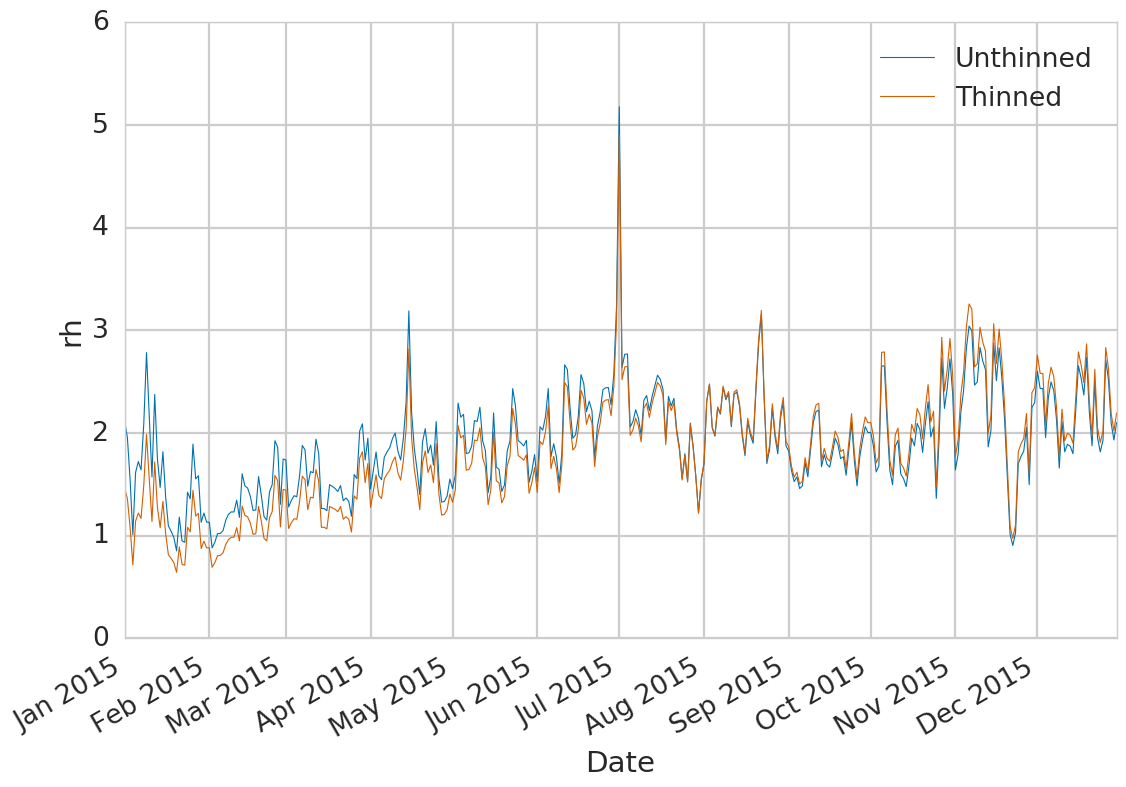 6
5
4
3
2
1
0
rh
Unthinned
Thinned
Jan 2015
Feb 2015
Mar 2015
Apr 2015
May 2015
Jun 2015
Jul 2015
Aug 2015
Sep 2015
Oct 2015
Nov 2015
Dec 2015
Date